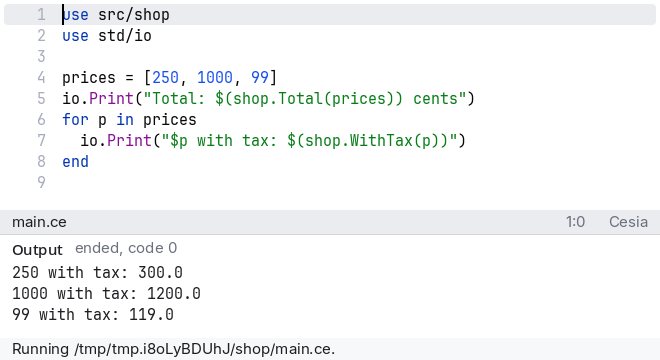 1 use src/shop
2 use std/io
3
4 prices = [250, 1000, 99]
5 io.Print("Total: $(shop.Total(prices)) cents")
6 for p in prices
7   io.Print("$p with tax: $(shop.WithTax(p))")
8 end
9
main.ce 1:0 Cesia
Output ended, code 0
250 with tax: 300.0
1000 with tax: 1200.0
99 with tax: 119.0
Running /tmp/tmp.i8oLyBDUhJ/shop/main.ce.